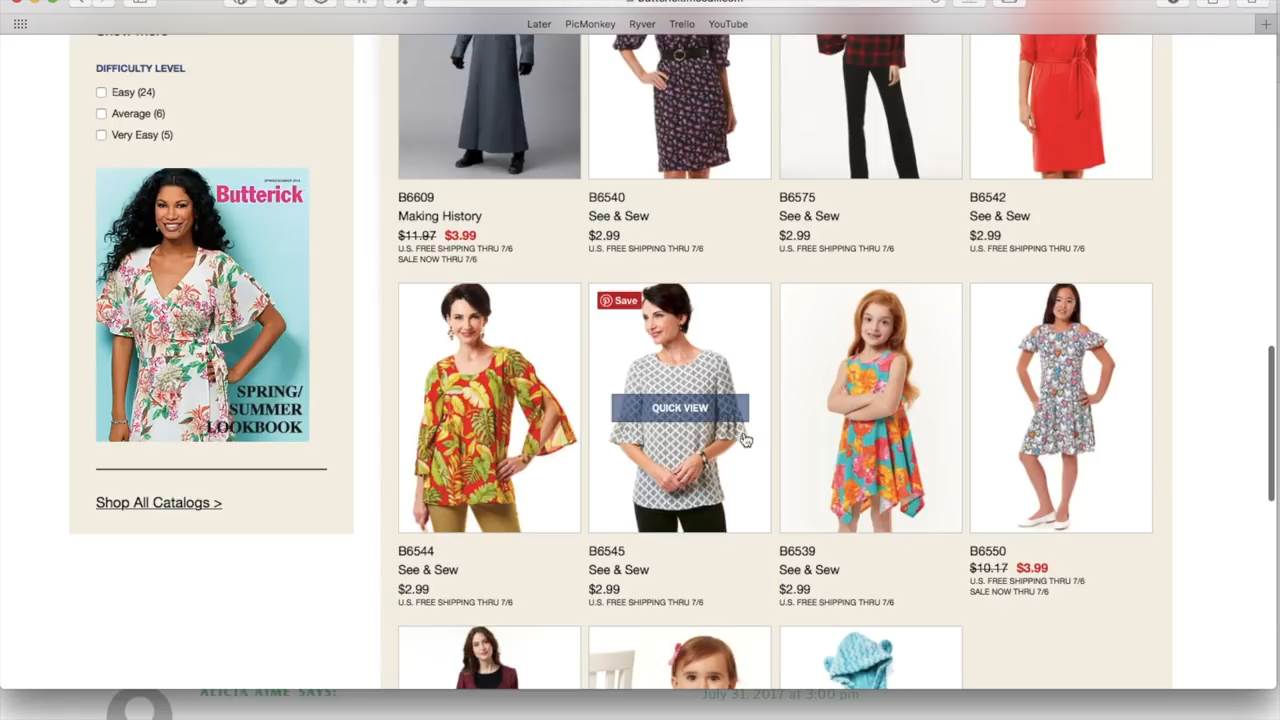 Later PicMonkey Ryver Trello YouTube
DIFFICULTY LEVEL
Easy (24)
Average (6)
Very Easy (5)
Butterick
SPRING/
SUMMER
LOOKBOOK
Shop All Catalogs >
B6609
Making History
$11.97 $3.99
U.S. FREE SHIPPING THRU 7/6
SALE NOW THRU 7/6
B6540
See & Sew
$2.99
U.S. FREE SHIPPING THRU 7/6
B6575
See & Sew
$2.99
U.S. FREE SHIPPING THRU 7/6
B6542
See & Sew
$2.99
U.S. FREE SHIPPING THRU 7/6
Save
QUICK VIEW
B6544
See & Sew
$2.99
U.S. FREE SHIPPING THRU 7/6
B6545
See & Sew
$2.99
U.S. FREE SHIPPING THRU 7/6
B6539
See & Sew
$2.99
U.S. FREE SHIPPING THRU 7/6
B6550
$10.17 $3.99
U.S. FREE SHIPPING THRU 7/6
SALE NOW THRU 7/6
ALICIA AIME SAYS:
July 31, 2017 at 3:00 pm